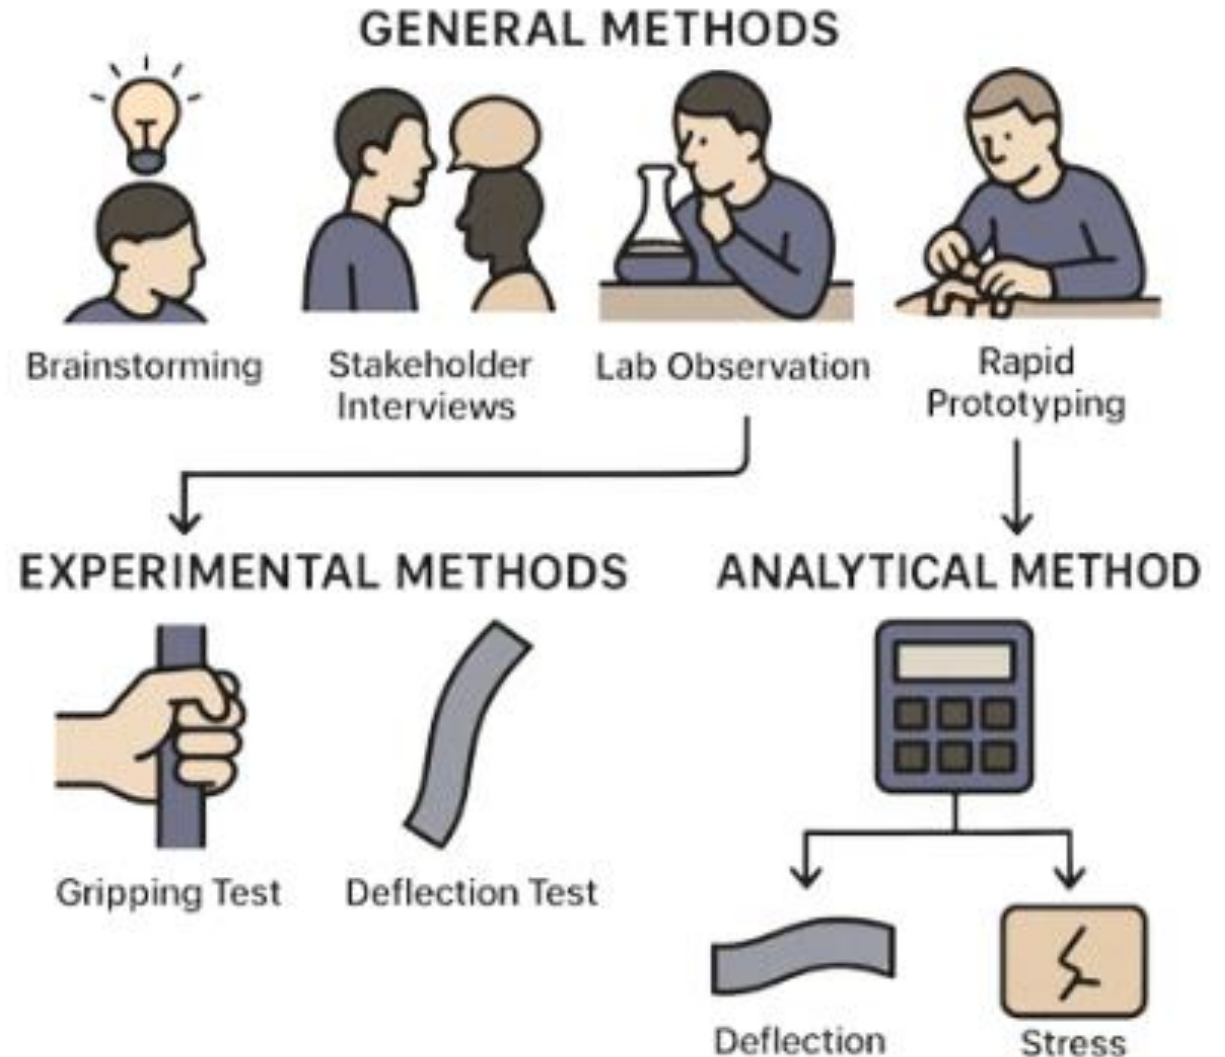 GENERAL METHODS
Brainstorming
Stakeholder
Interviews
Lab Observation
Rapid
Prototyping
EXPERIMENTAL METHODS
ANALYTICAL METHOD
Gripping Test
Deflection Test
Deflection
Stress